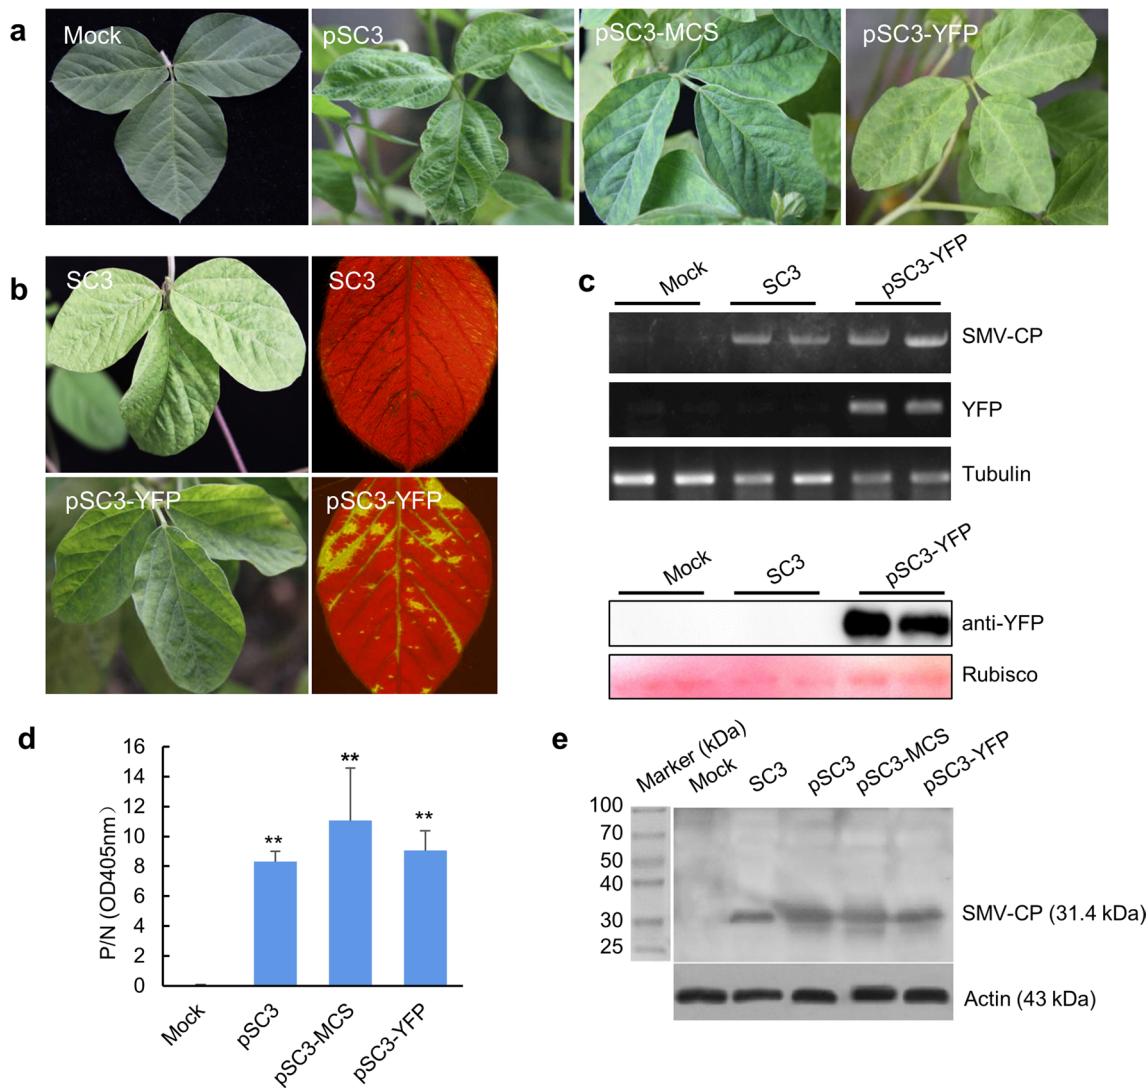 a
Mock
pSC3
pSC3-MCS
pSC3-YFP
b
SC3
SC3
pSC3-YFP
pSC3-YFP
c
Mock
SC3
pSC3-YFP
SMV-CP
YFP
Tubulin
Mock
SC3
pSC3-YFP
anti-YFP
Rubisco
d
P/N (OD405nm）
16
14
12
10
8
6
4
2
0
**
**
**
Mock
pSC3
pSC3-MCS
pSC3-YFP
e
Marker (kDa)
Mock
SC3
pSC3
pSC3-MCS
pSC3-YFP
100
70
50
40
30
25
SMV-CP (31.4 kDa)
Actin (43 kDa)